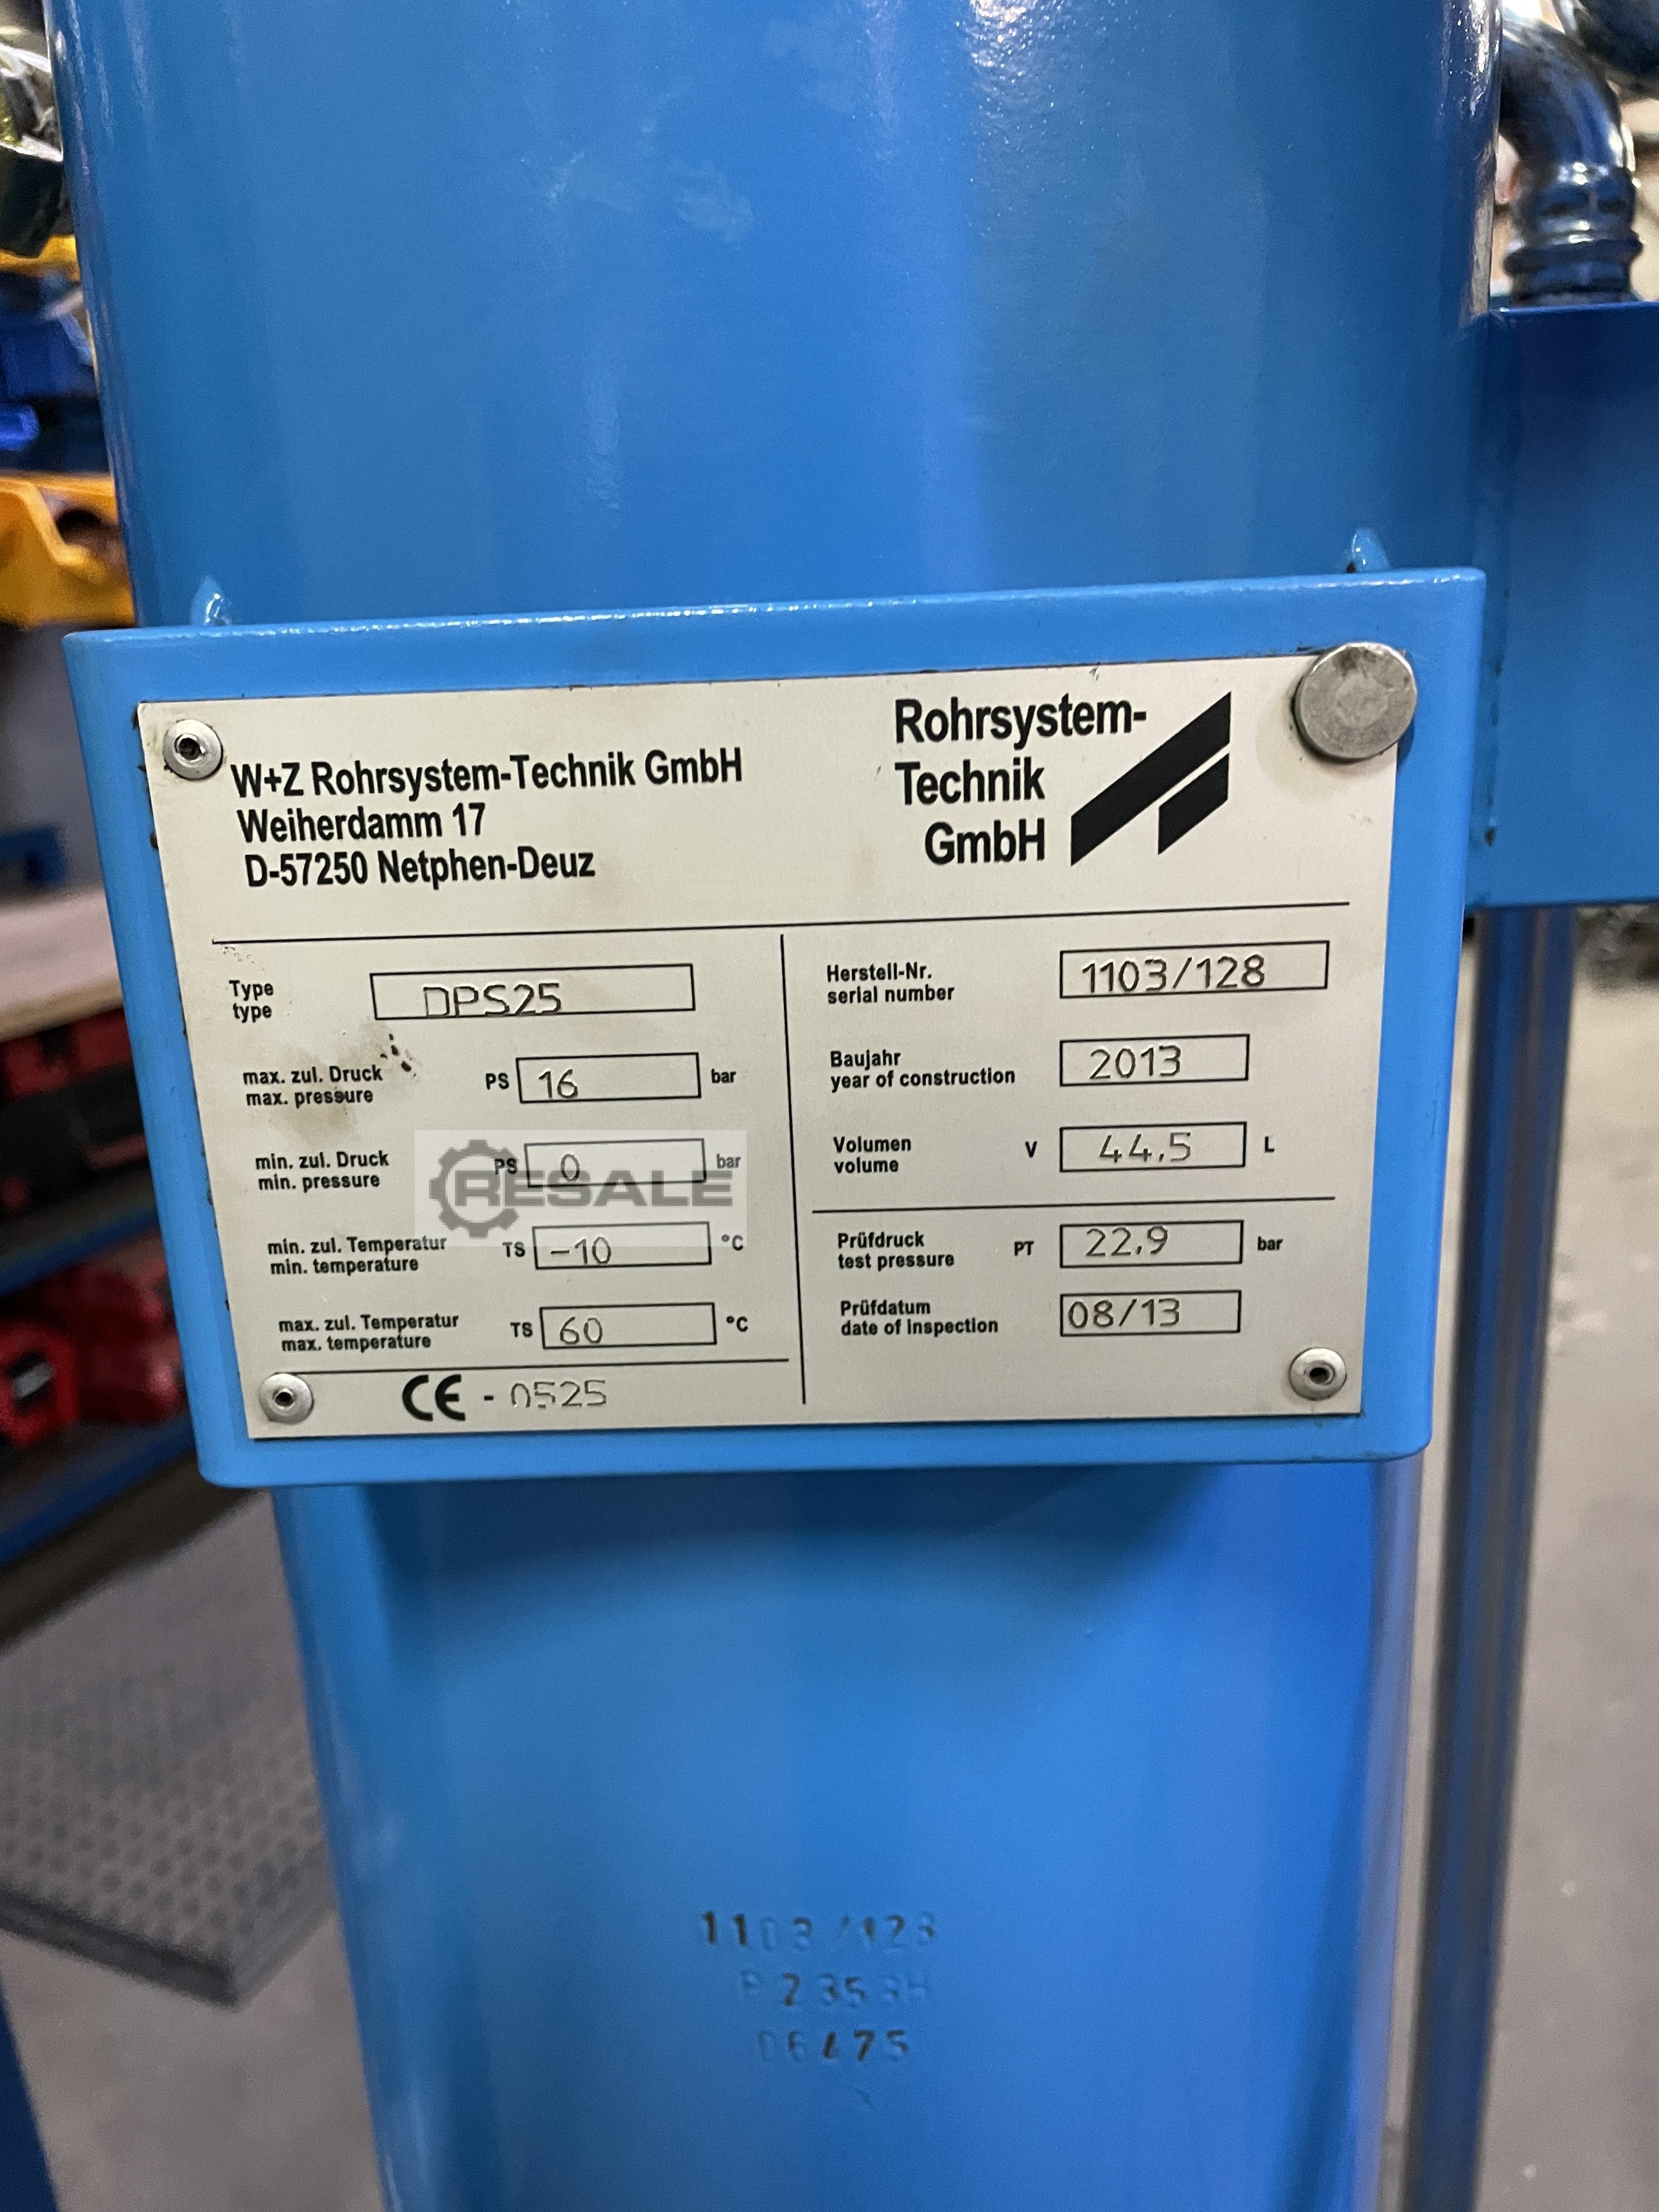 W+Z Rohrsystem-Technik GmbH
Weiherdamm 17
D-57250 Netphen-Deuz
Rohrsystem-
Technik
GmbH
Type
type
DPS25
max. zul. Druck
max. pressure
PS 16 bar
min. zul. Druck
min. pressure
PS 0 bar
min. zul. Temperatur
min. temperature
TS -10 °C
max. zul. Temperatur
max. temperature
TS 60 °C
CE - 0525
Herstell-Nr.
serial number
1103/128
Baujahr
year of construction
2013
Volumen
volume
V 44,5 L
Prüfdruck
test pressure
PT 22,9 bar
Prüfdatum
date of inspection
08/13
RESALE
1103/128